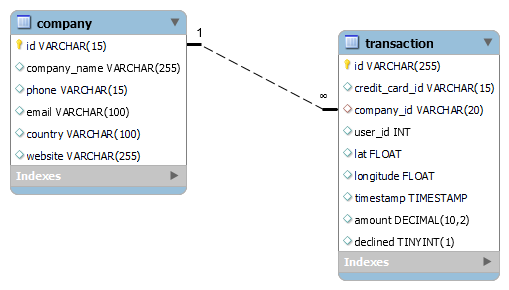 company
id VARCHAR(15)
company_name VARCHAR(255)
phone VARCHAR(15)
email VARCHAR(100)
country VARCHAR(100)
website VARCHAR(255)
Indexes
1
∞
transaction
id VARCHAR(255)
credit_card_id VARCHAR(15)
company_id VARCHAR(20)
user_id INT
lat FLOAT
longitude FLOAT
timestamp TIMESTAMP
amount DECIMAL(10,2)
declined TINYINT(1)
Indexes